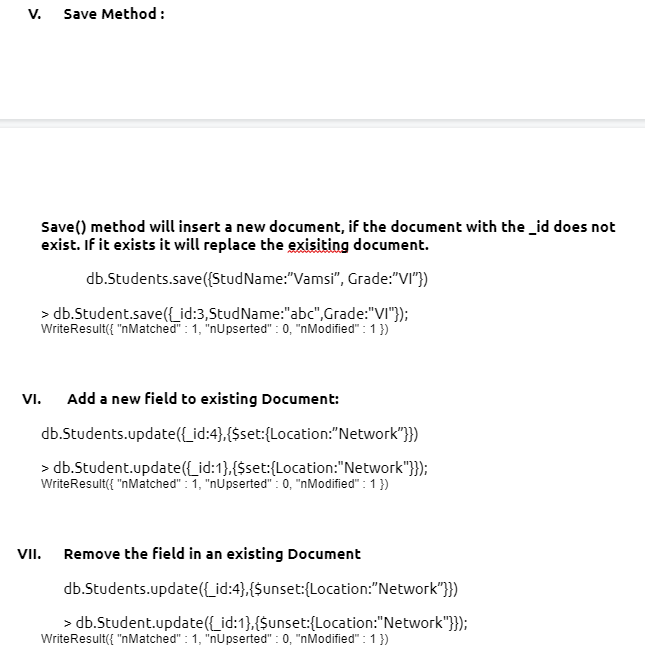 V. Save Method :
Save() method will insert a new document, if the document with the _id does not
exist. If it exists it will replace the exisiting document.
db.Students.save({StudName:”Vamsi”, Grade:”VI”})
> db.Student.save({_id:3,StudName:"abc",Grade:"VI"});
WriteResult({ "nMatched" : 1, "nUpserted" : 0, "nModified" : 1 })
VI. Add a new field to existing Document:
db.Students.update({_id:4},{$set:{Location:”Network”}})
> db.Student.update({_id:1},{$set:{Location:"Network"}});
WriteResult({ "nMatched" : 1, "nUpserted" : 0, "nModified" : 1 })
VII. Remove the field in an existing Document
db.Students.update({_id:4},{$unset:{Location:”Network”}})
> db.Student.update({_id:1},{$unset:{Location:"Network"}});
WriteResult({ "nMatched" : 1, "nUpserted" : 0, "nModified" : 1 })